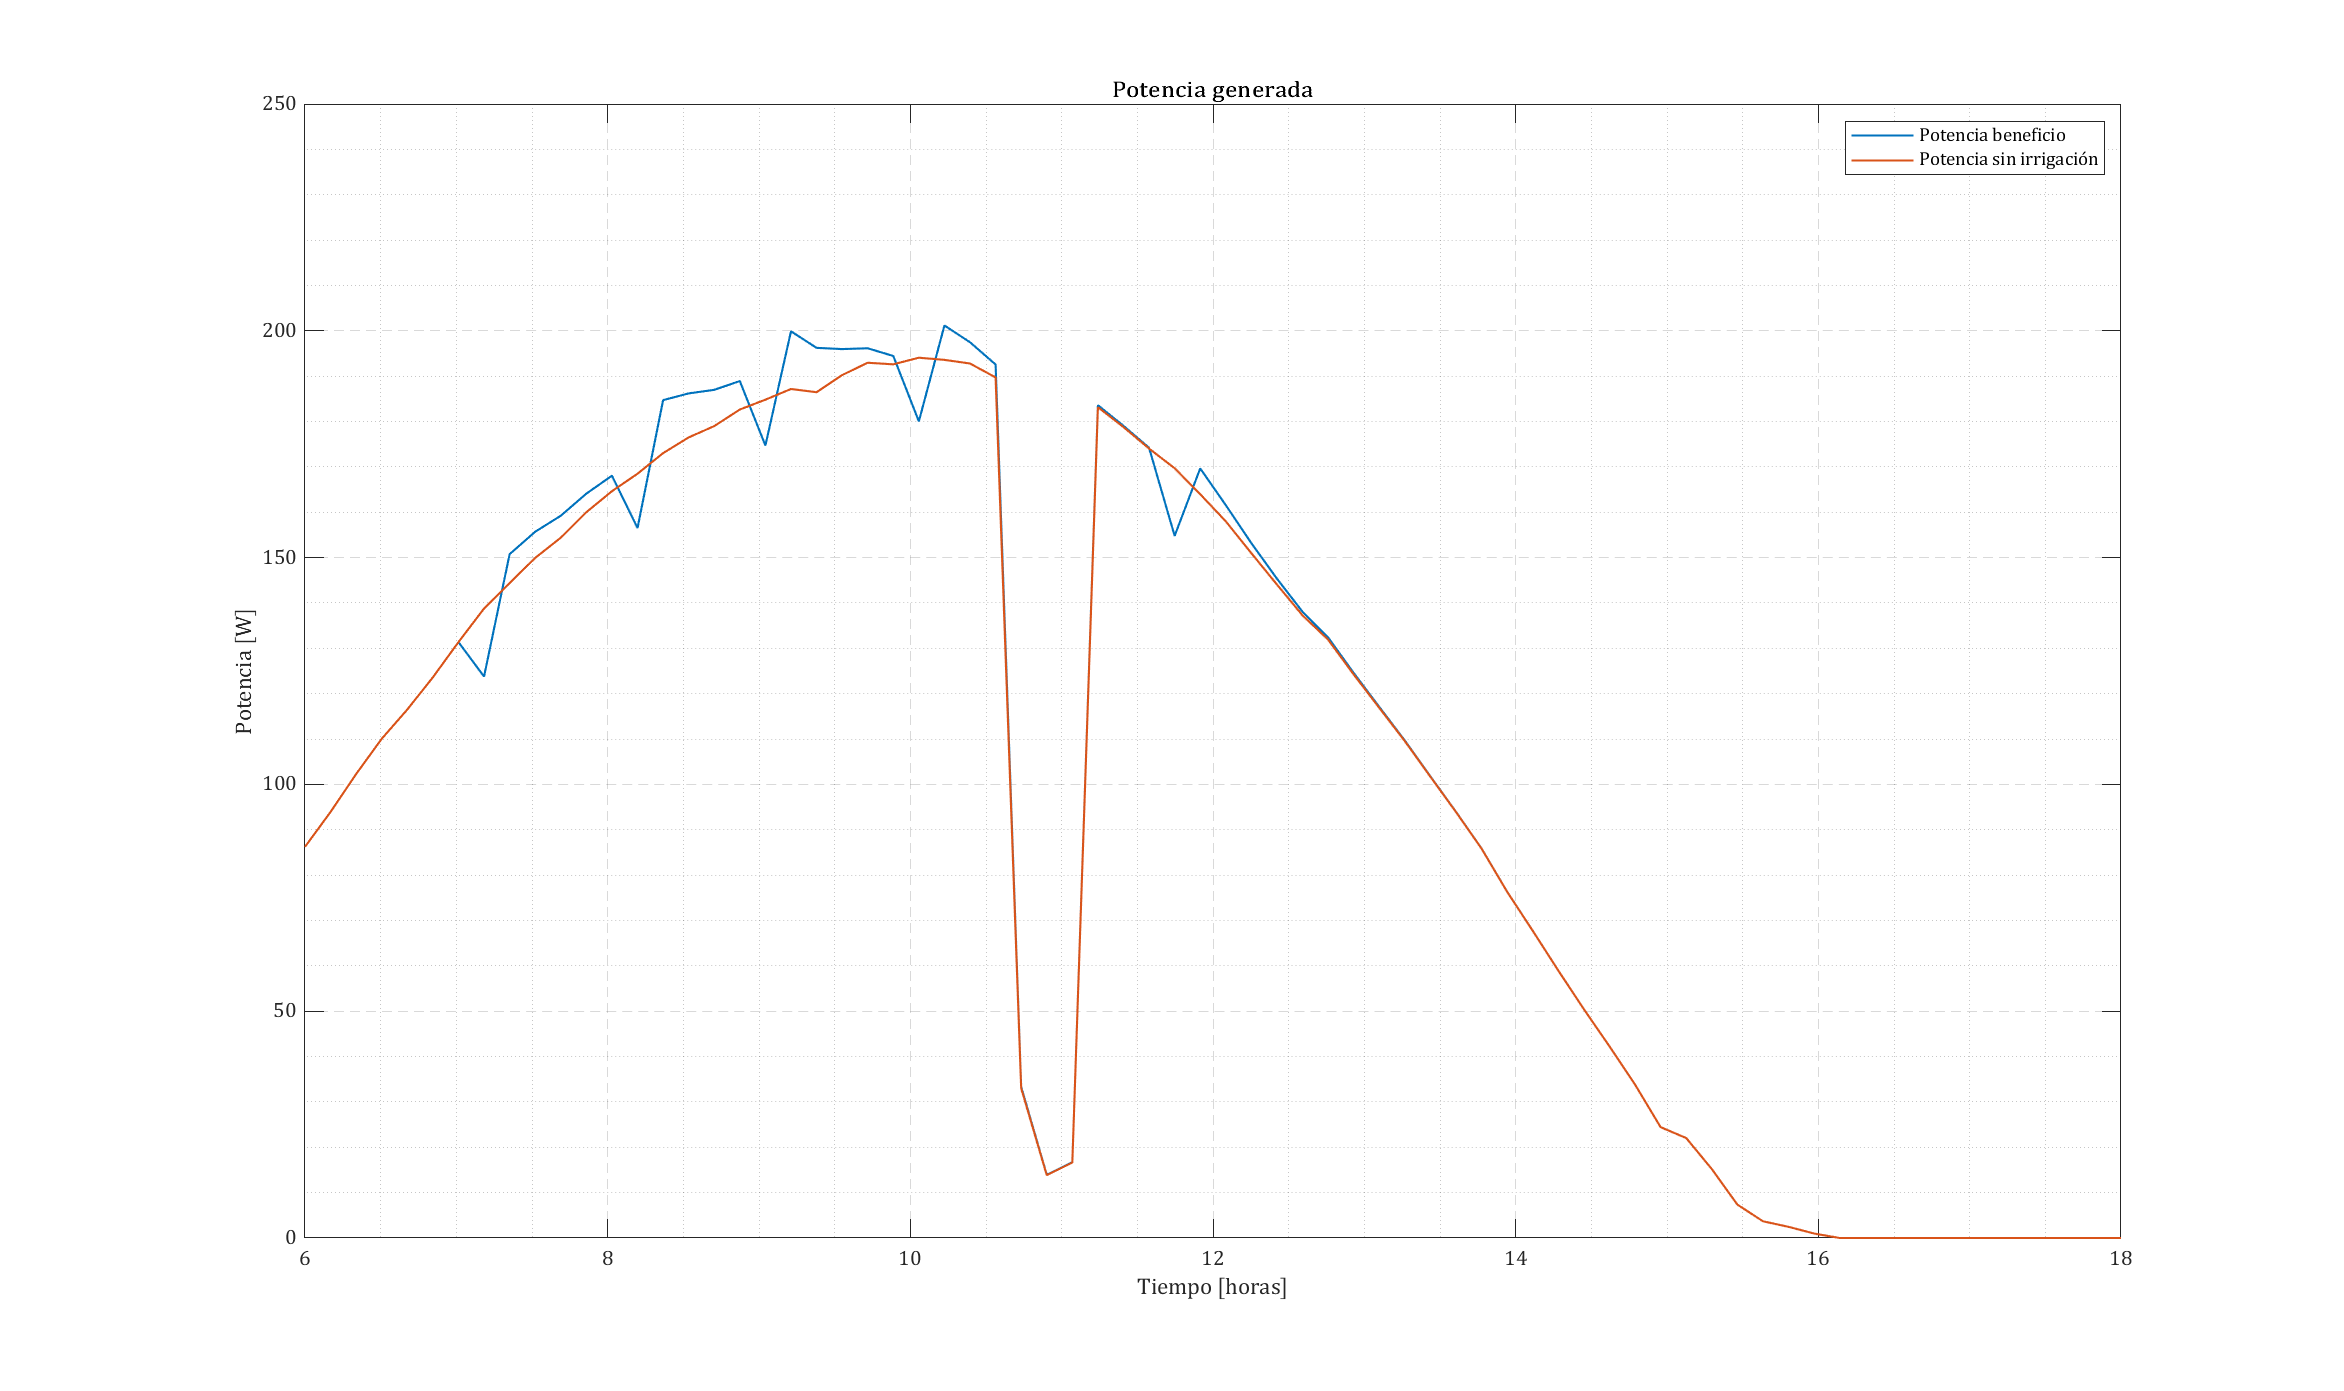 Potencia generada
250
200
150
100
50
0
Potencia [W]
Potencia beneficio
Potencia sin irrigación
6
8
10
12
14
16
18
Tiempo [horas]